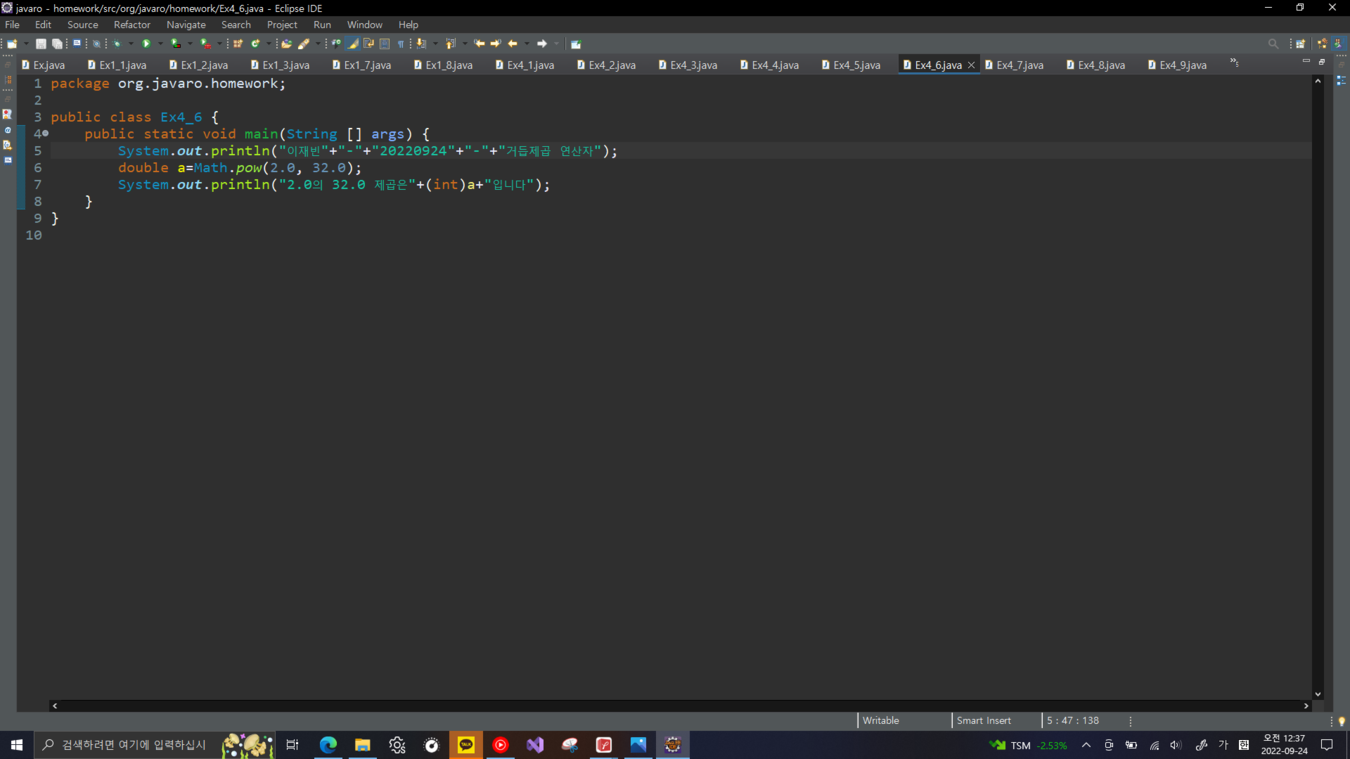 javaro - homework/src/org/javaro/homework/Ex4_6.java - Eclipse IDE
File Edit Source Refactor Navigate Search Project Run Window Help
Ex.java Ex1_1.java Ex1_2.java Ex1_3.java Ex1_7.java Ex1_8.java Ex4_1.java Ex4_2.java Ex4_3.java Ex4_4.java Ex4_5.java Ex4_6.java Ex4_7.java Ex4_8.java Ex4_9.java
1 package org.javaro.homework;
2
3 public class Ex4_6 {
4 public static void main(String [] args) {
5 System.out.println("이재빈"+"-"+"20220924"+"-"+"거듭제곱 연산자");
6 double a=Math.pow(2.0, 32.0);
7 System.out.println("2.0의 32.0 제곱은"+(int)a+"입니다");
8 }
9 }
10
Writable Smart Insert 5 : 47 : 138
검색하려면 여기에 입력하십시 TALK TSM -2.53% 가 오전 12:37
2022-09-24